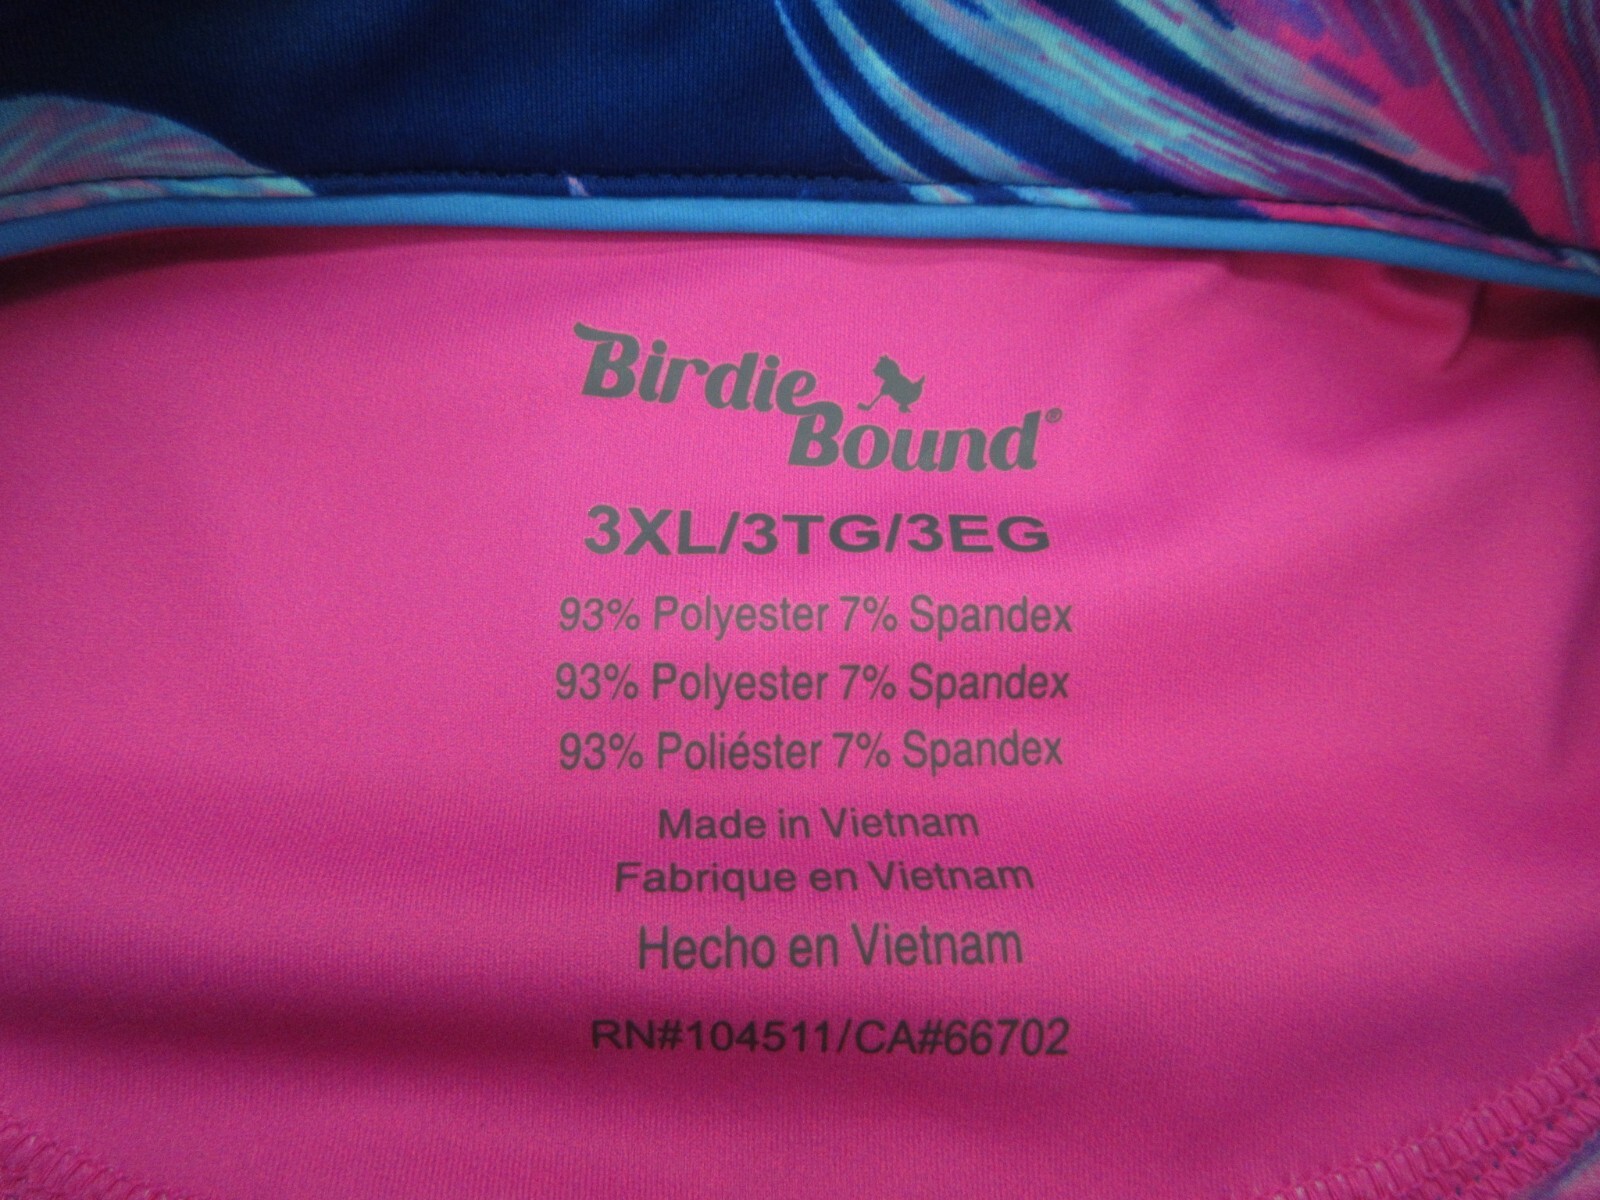 Birdie
Bound®
3XL/3TG/3EG
93% Polyester 7% Spandex
93% Polyester 7% Spandex
93% Poliéster 7% Spandex
Made in Vietnam
Fabrique en Vietnam
Hecho en Vietnam
RN#104511/CA#66702